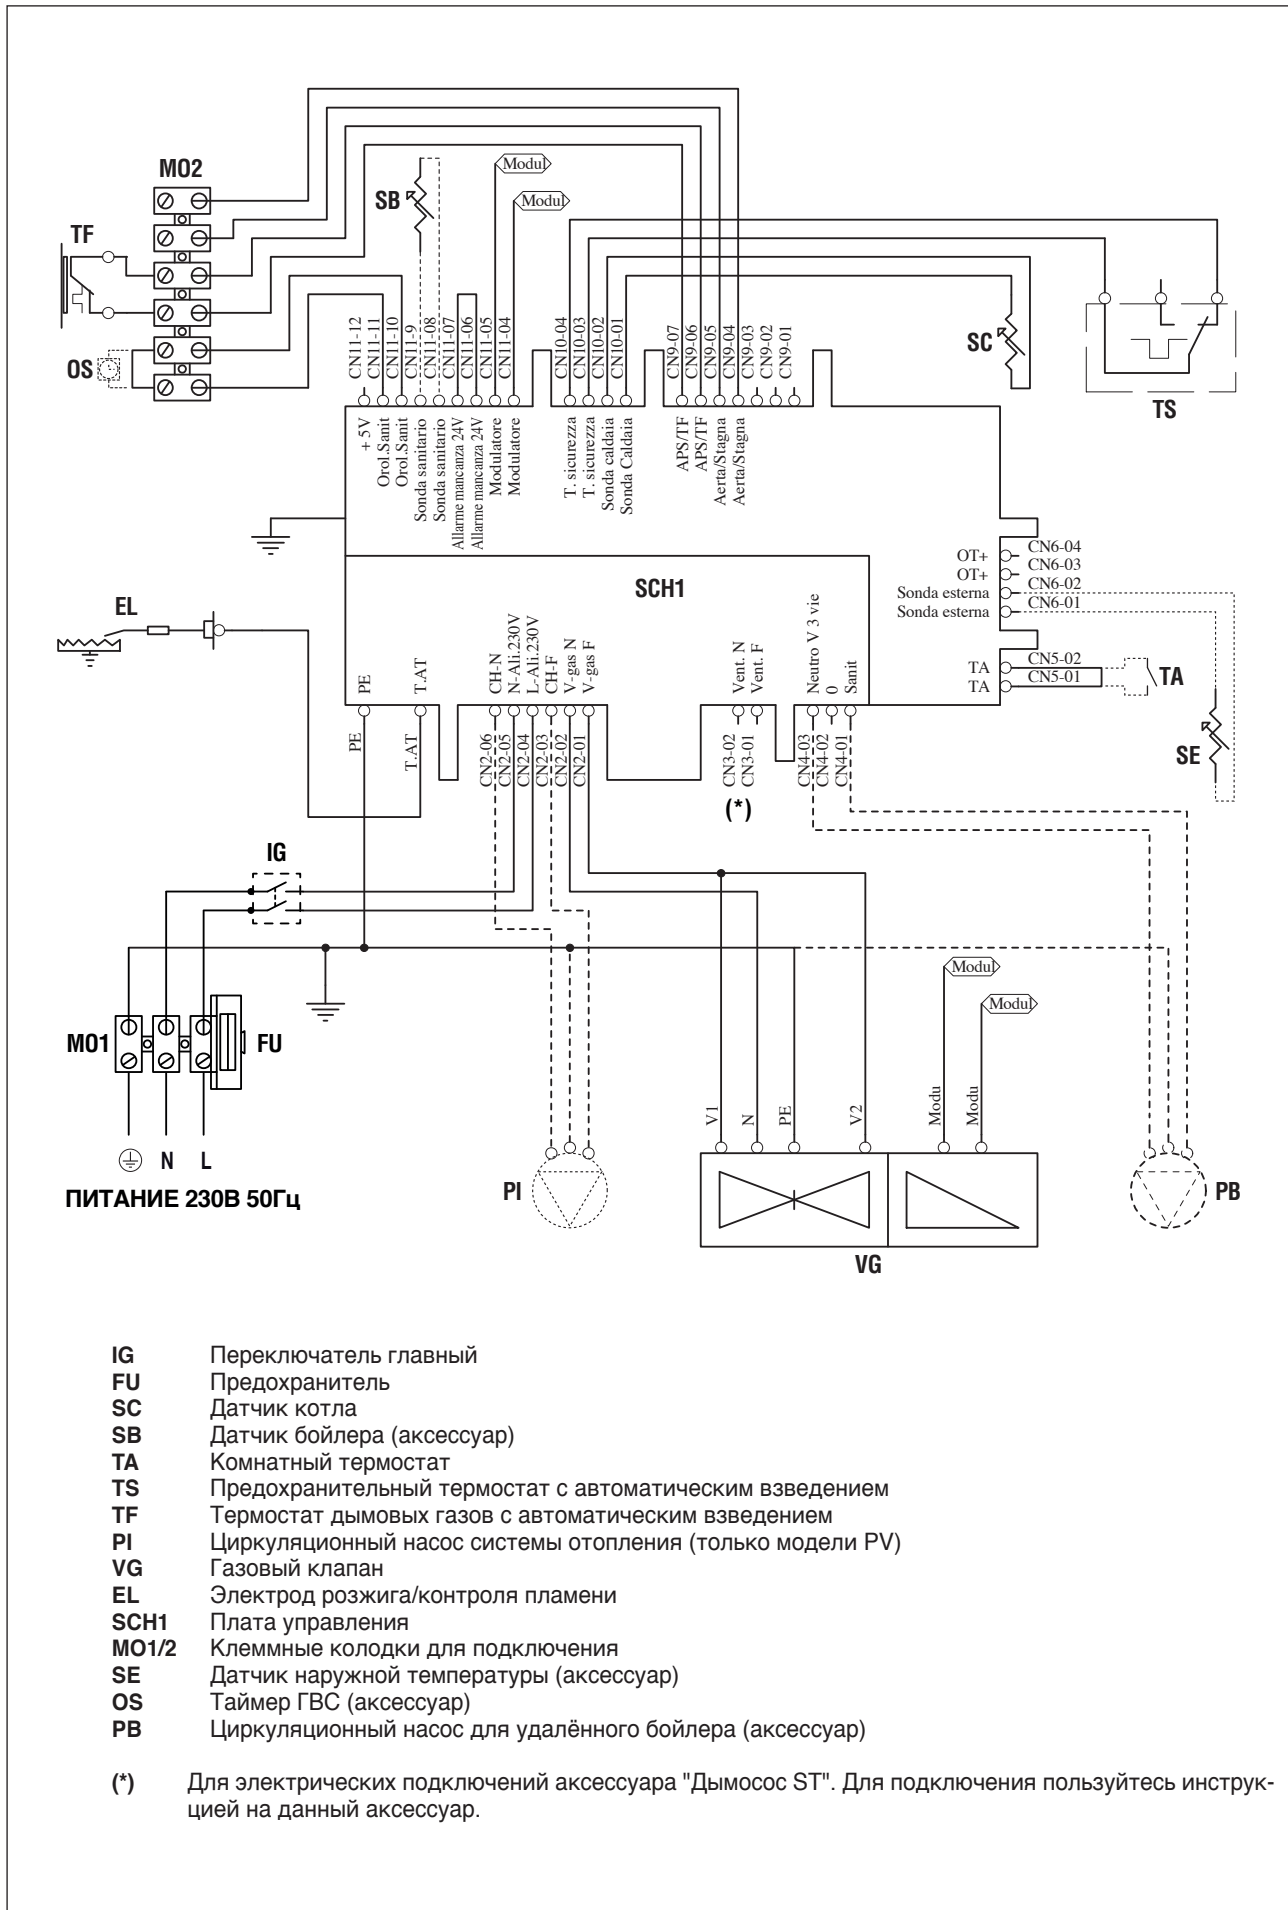 MO2
TF
OS
SB
Modul
Modul
SC
TS
CN11-12
CN11-11
CN11-10
CN11-9
CN11-08
CN11-07
CN11-06
CN11-05
CN11-04
CN10-04
CN10-03
CN10-02
CN10-01
CN9-07
CN9-06
CN9-05
CN9-04
CN9-03
CN9-02
CN9-01
+ 5V
Orol.Sanit
Orol.Sanit
Sonda sanitario
Sonda sanitario
Allarme mancanza 24V
Allarme mancanza 24V
Modulatore
Modulatore
T. sicurezza
T. sicurezza
Sonda caldaia
Sonda Caldaia
APS/TF
APS/TF
Aerta/Stagna
Aerta/Stagna
OT+ CN6-04
OT+ CN6-03
Sonda esterna CN6-02
Sonda esterna CN6-01
TA CN5-02
TA CN5-01
TA
SE
SCH1
EL
PE
T.AT
CH-N
N-Ali.230V
L-Ali.230V
CH-F
V-gas N
V-gas F
Vent. N
Vent. F
Neutro V 3 vie
0
Sanit
PE
T.AT
CN2-06
CN2-05
CN2-04
CN2-03
CN2-02
CN2-01
CN3-02
CN3-01
CN4-03
CN4-02
CN4-01
(*)
IG
MO1
FU
N
L
ПИТАНИЕ 230В 50Гц
PI
V1
N
PE
V2
Modul
Modul
Modu
Modu
VG
PB
IG Переключатель главный
FU Предохранитель
SC Датчик котла
SB Датчик бойлера (аксессуар)
TA Комнатный термостат
TS Предохранительный термостат с автоматическим взведением
TF Термостат дымовых газов с автоматическим взведением
PI Циркуляционный насос системы отопления (только модели PV)
VG Газовый клапан
EL Электрод розжига/контроля пламени
SCH1 Плата управления
MO1/2 Клеммные колодки для подключения
SE Датчик наружной температуры (аксессуар)
OS Таймер ГВС (аксессуар)
PB Циркуляционный насос для удалённого бойлера (аксессуар)
(*) Для электрических подключений аксессуара "Дымосос ST". Для подключения пользуйтесь инструк-
цией на данный аксессуар.